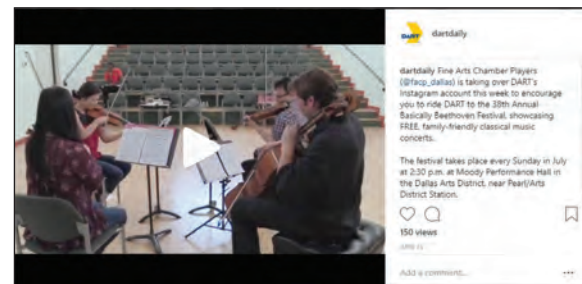 DART
dartdaily
dartdaily Fine Arts Chamber Players
(@facp_dallas) is taking over DART's
Instagram account this week to encourage
you to ride DART to the 38th Annual
Basically Beethoven Festival, showcasing
FREE, family-friendly classical music
concerts.
The festival takes place every Sunday in July
at 2:30 p.m. at Moody Performance Hall in
the Dallas Arts District, near Pearl/Arts
District Station.
150 views
Add a comment...